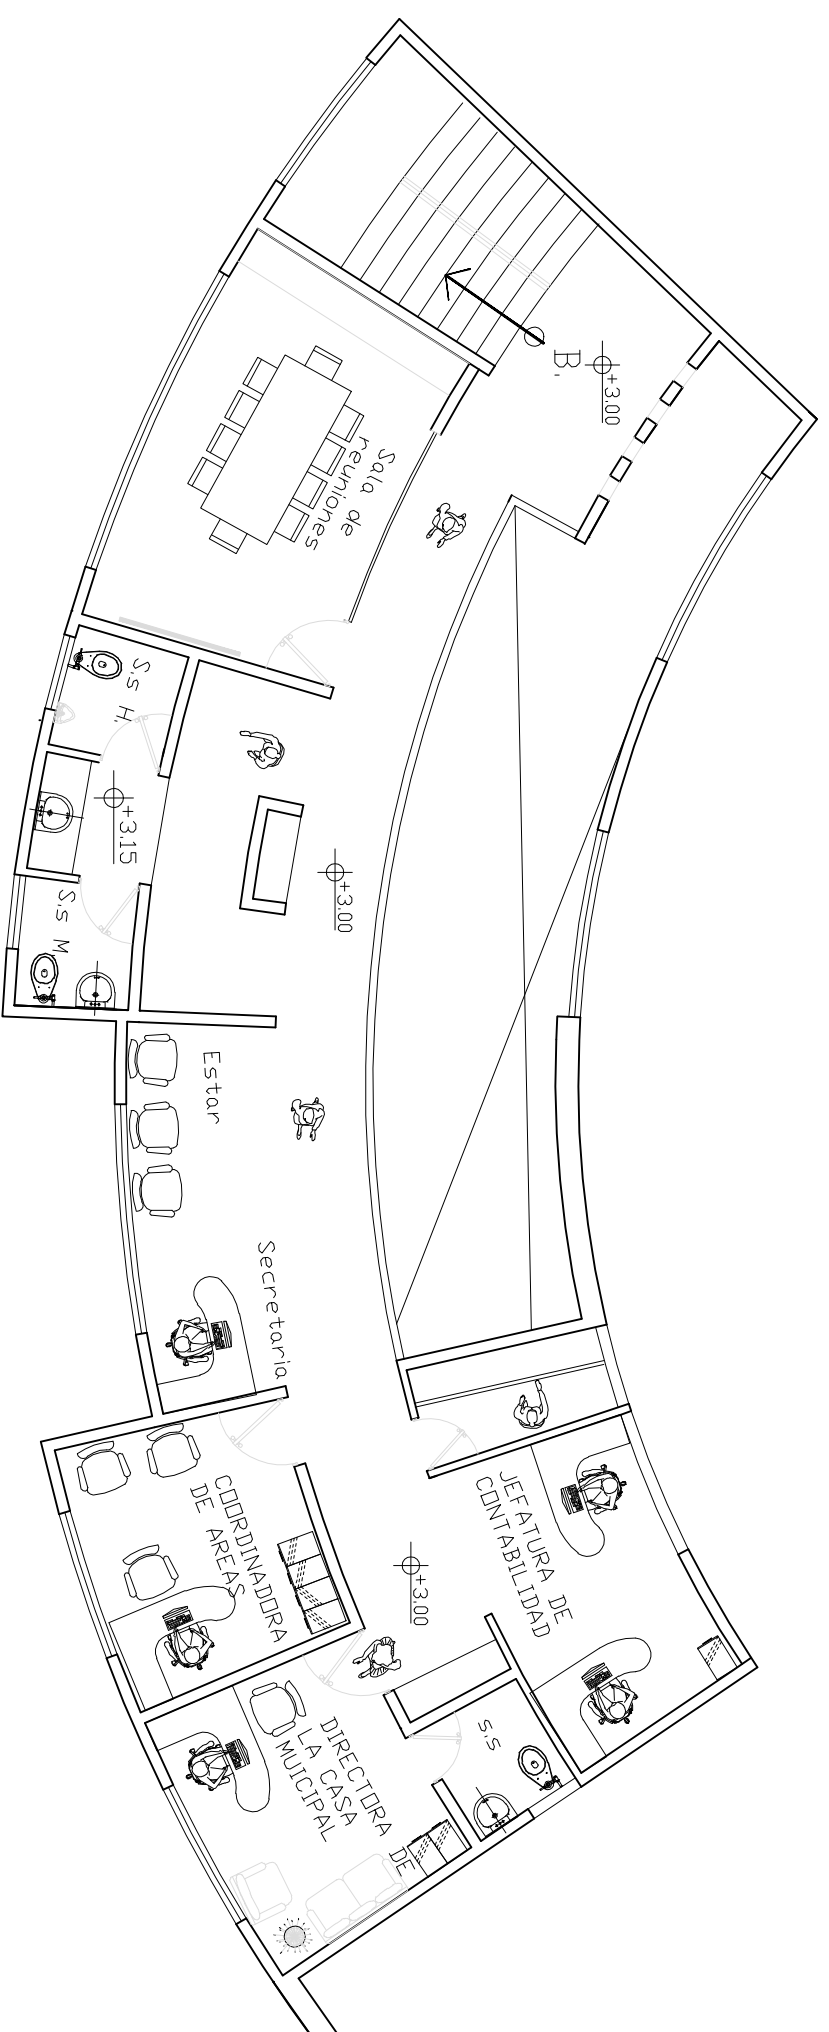 B.
+3.00
Sala de
reuniones
S.s H.
+3.15
+3.00
S.s M
Estar
Secretaria
COORDINADORA
DE AREAS
JEFATURA DE
CONTABILIDAD
+3.00
s.s
DIRECTORA DE
LA CASA
MUICIPAL